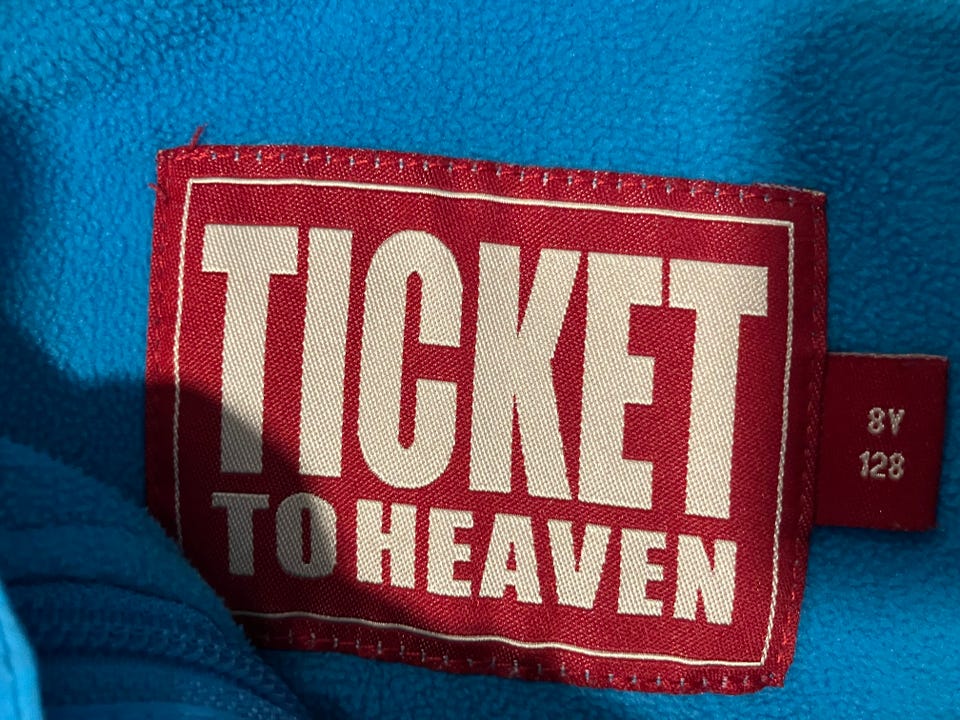 TICKET
TO HEAVEN
8Y
128